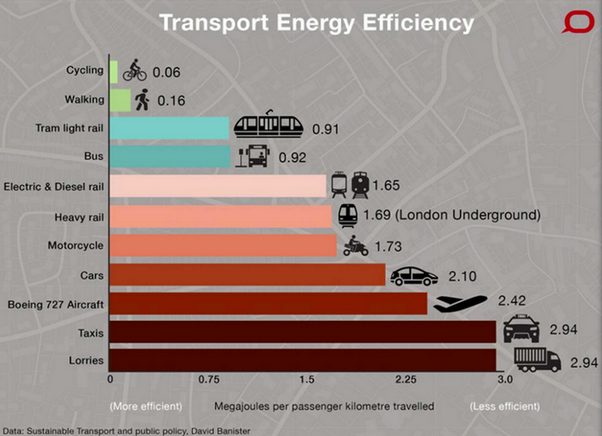 Transport Energy Efficiency
Cycling 0.06
Walking 0.16
Tram light rail 0.91
Bus 0.92
Electric & Diesel rail 1.65
Heavy rail 1.69 (London Underground)
Motorcycle 1.73
Cars 2.10
Boeing 727 Aircraft 2.42
Taxis 2.94
Lorries 2.94
0 0.75 1.5 2.25 3.0
(More efficient) Megajoules per passenger kilometre travelled (Less efficient)
Data: Sustainable Transport and public policy, David Banister